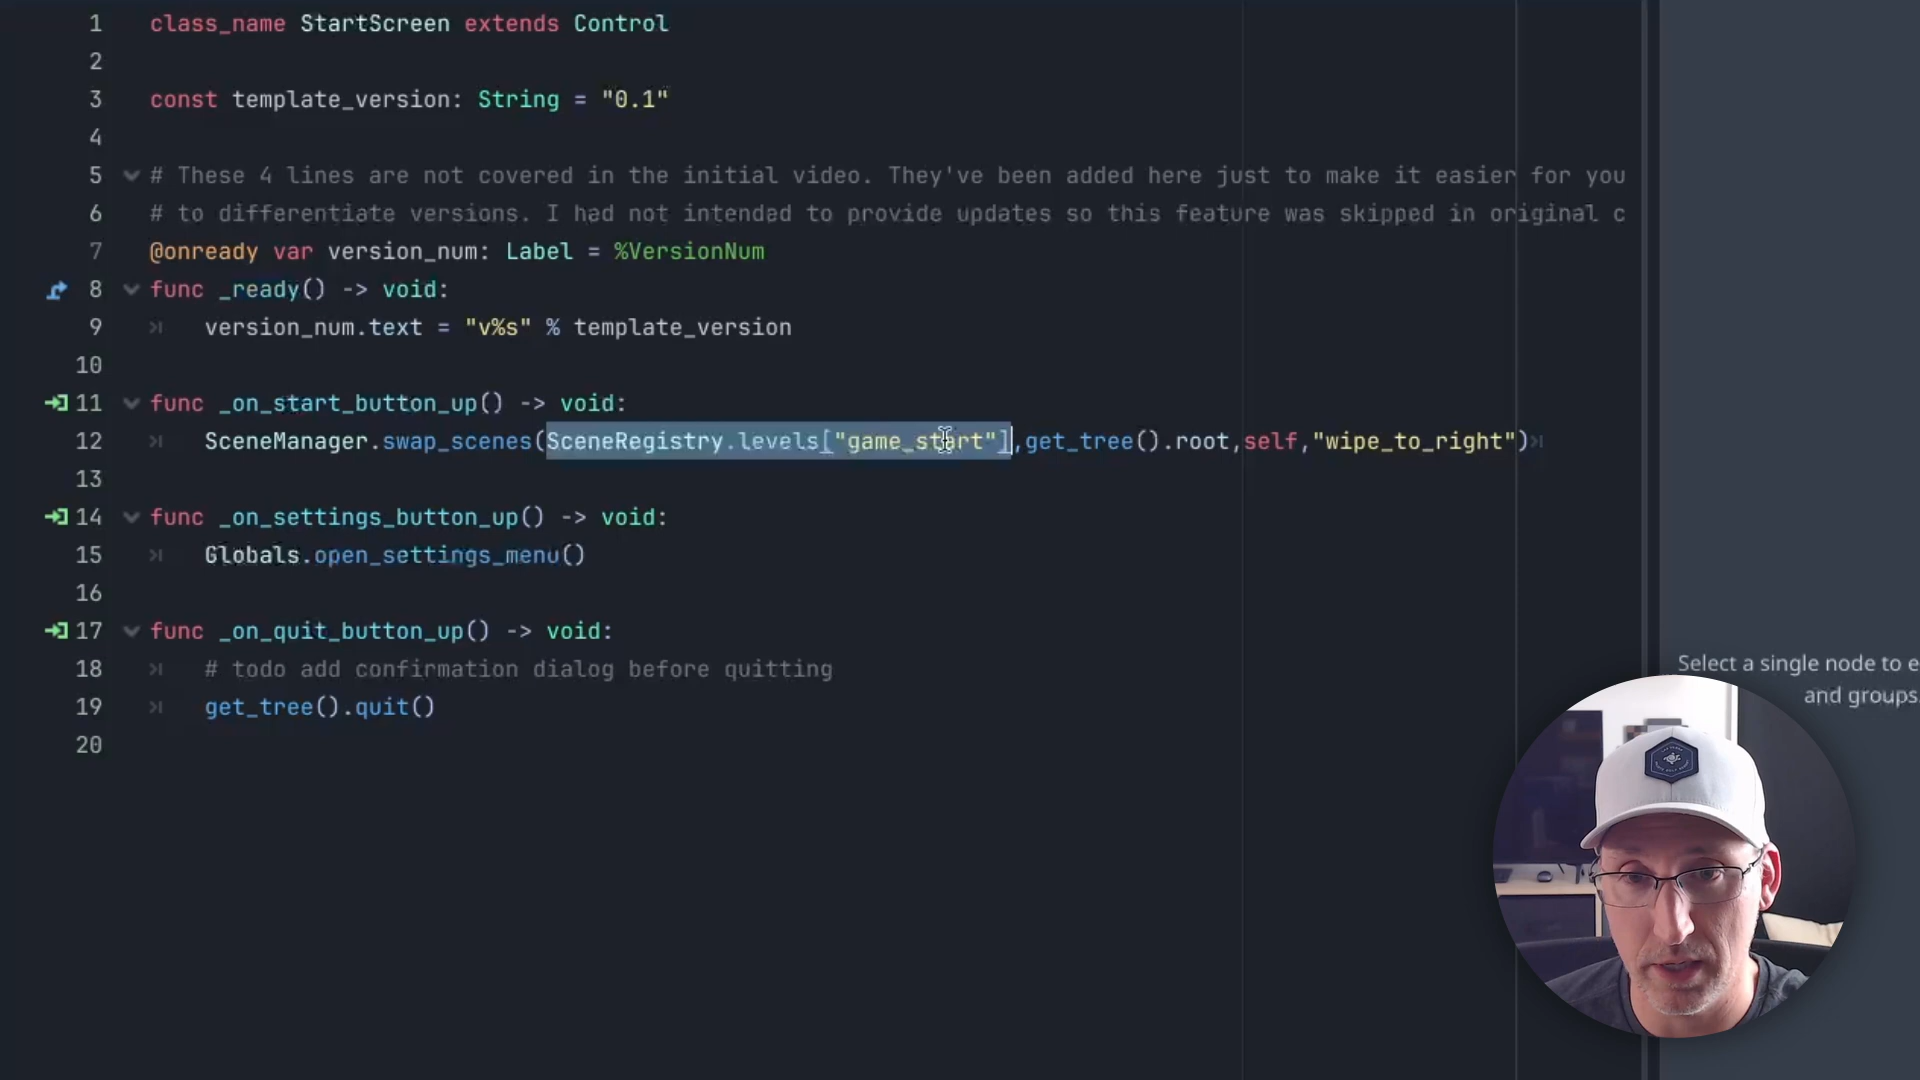 1 class_name StartScreen extends Control
2
3 const template_version: String = "0.1"
4
5 # These 4 lines are not covered in the initial video. They've been added here just to make it easier for you
6 # to differentiate versions. I had not intended to provide updates so this feature was skipped in original c
7 @onready var version_num: Label = %VersionNum
8 func _ready() -> void:
9 version_num.text = "v%s" % template_version
10
11 func _on_start_button_up() -> void:
12 SceneManager.swap_scenes(SceneRegistry.levels["game_start"],get_tree().root,self,"wipe_to_right")
13
14 func _on_settings_button_up() -> void:
15 Globals.open_settings_menu()
16
17 func _on_quit_button_up() -> void:
18 # todo add confirmation dialog before quitting
19 get_tree().quit()
20
Select a single node to e
and groups.